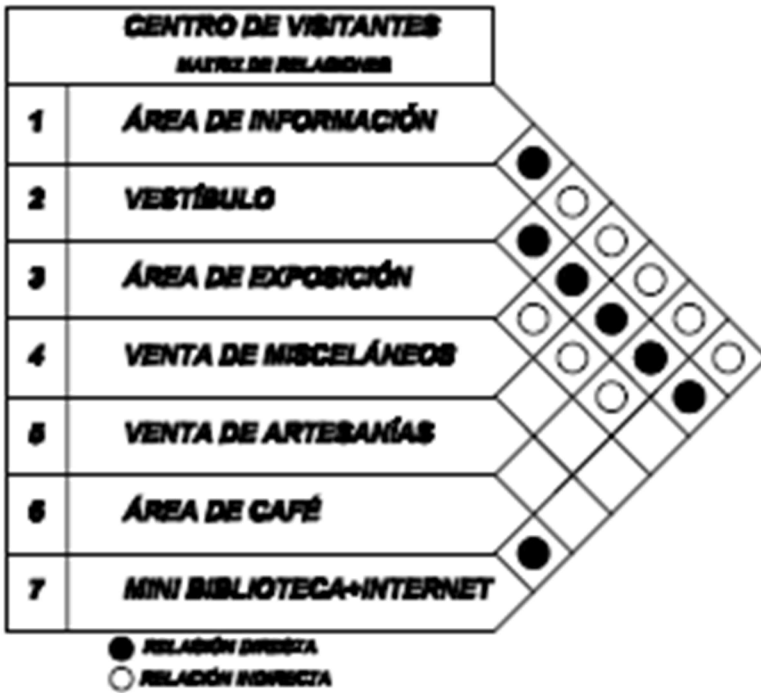 CENTRO DE VISITANTES
MATRIZ DE RELACIONES
1 ÁREA DE INFORMACIÓN
2 VESTÍBULO
3 ÁREA DE EXPOSICIÓN
4 VENTA DE MISCELÁNEOS
5 VENTA DE ARTESANÍAS
6 ÁREA DE CAFÉ
7 MINI BIBLIOTECA+INTERNET
RELACIÓN DIRECTA
RELACIÓN INDIRECTA